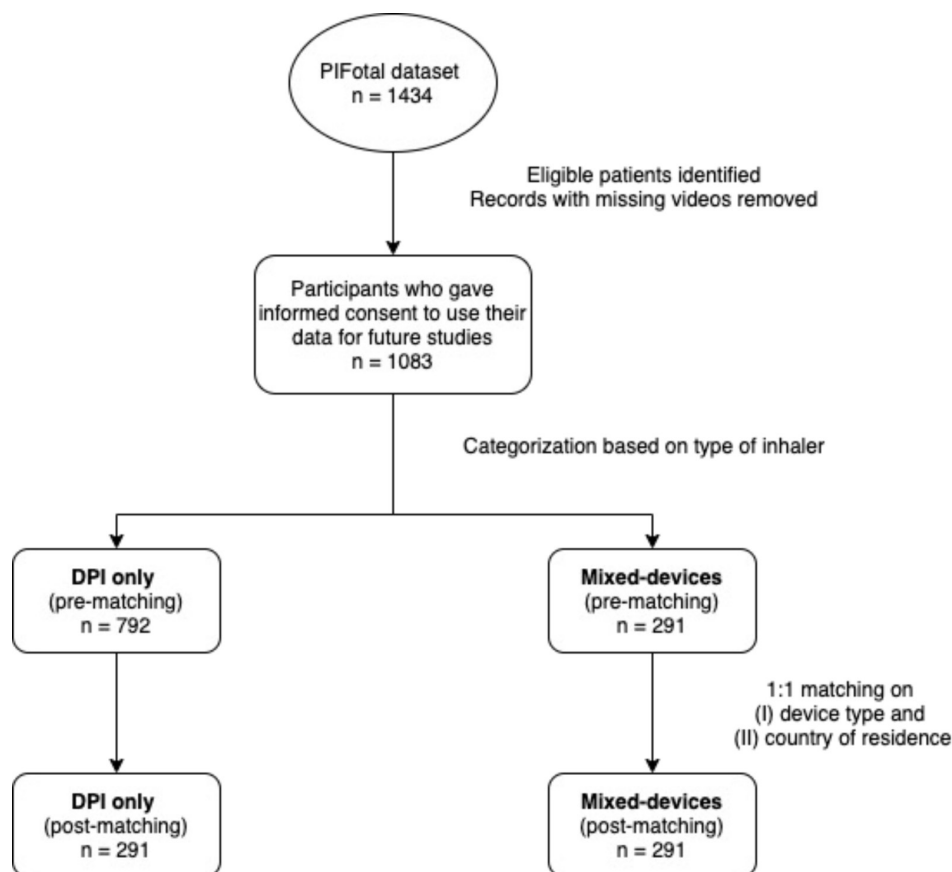 PIFotal dataset
n = 1434
Eligible patients identified
Records with missing videos removed
Participants who gave
informed consent to use their
data for future studies
n = 1083
Categorization based on type of inhaler
DPI only
(pre-matching)
n = 792
Mixed-devices
(pre-matching)
n = 291
1:1 matching on
(I) device type and
(II) country of residence
DPI only
(post-matching)
n = 291
Mixed-devices
(post-matching)
n = 291